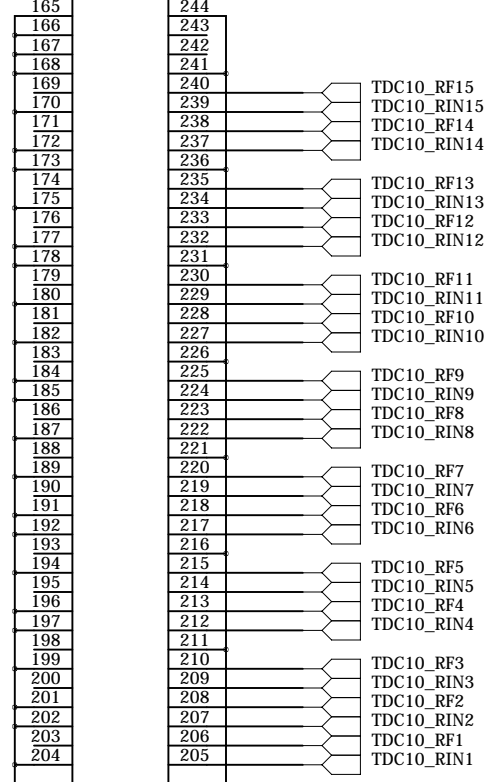 165 244
166 243
167 242
168 241
169 240 TDC10_RF15
170 239 TDC10_RIN15
171 238 TDC10_RF14
172 237 TDC10_RIN14
173 236
174 235 TDC10_RF13
175 234 TDC10_RIN13
176 233 TDC10_RF12
177 232 TDC10_RIN12
178 231
179 230 TDC10_RF11
180 229 TDC10_RIN11
181 228 TDC10_RF10
182 227 TDC10_RIN10
183 226
184 225 TDC10_RF9
185 224 TDC10_RIN9
186 223 TDC10_RF8
187 222 TDC10_RIN8
188 221
189 220 TDC10_RF7
190 219 TDC10_RIN7
191 218 TDC10_RF6
192 217 TDC10_RIN6
193 216
194 215 TDC10_RF5
195 214 TDC10_RIN5
196 213 TDC10_RF4
197 212 TDC10_RIN4
198 211
199 210 TDC10_RF3
200 209 TDC10_RIN3
201 208 TDC10_RF2
202 207 TDC10_RIN2
203 206 TDC10_RF1
204 205 TDC10_RIN1